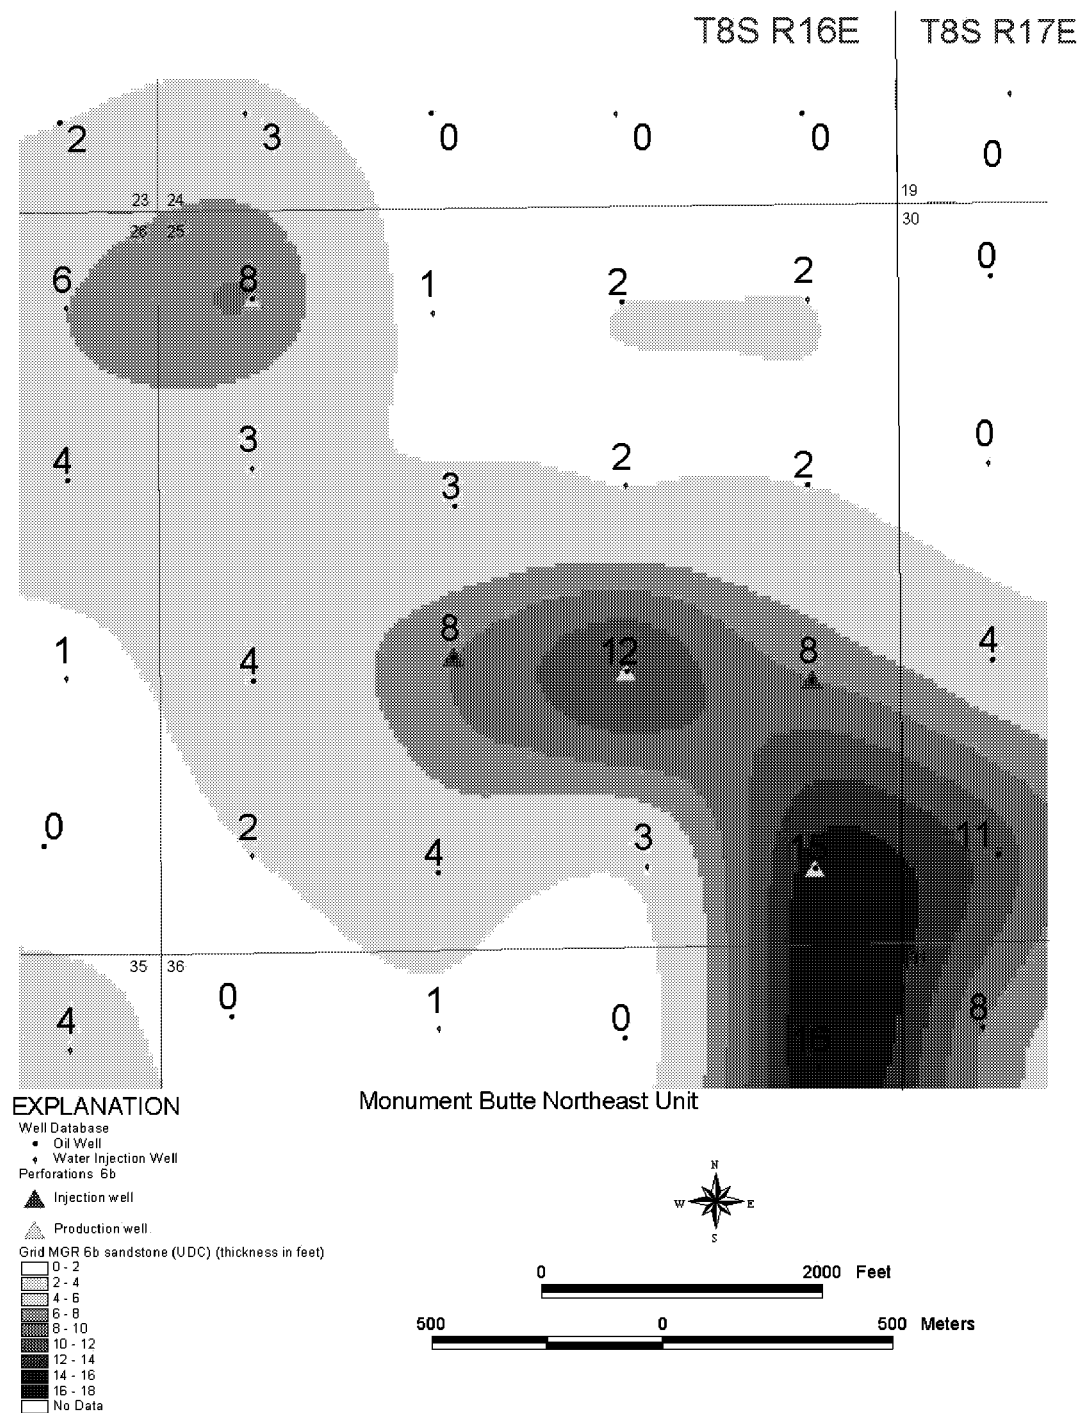 T8S R16E T8S R17E
2 3 0 0 0 0
23 24 19
26 25 30
6 8 1 2 2 0
4 3 3 2 2 0
1 4 8 12 8 4
0 2 4 3 15 11
35 36 31
4 0 1 0 16 8
EXPLANATION
Monument Butte Northeast Unit
Well Database
Oil Well
Water Injection Well
Perforations 6b
Injection well
Production well
Grid MGR 6b sandstone (UDC) (thickness in feet)
0 - 2
2 - 4
4 - 6
6 - 8
8 - 10
10 - 12
12 - 14
14 - 16
16 - 18
No Data
N
W E
S
0 2000 Feet
500 0 500 Meters